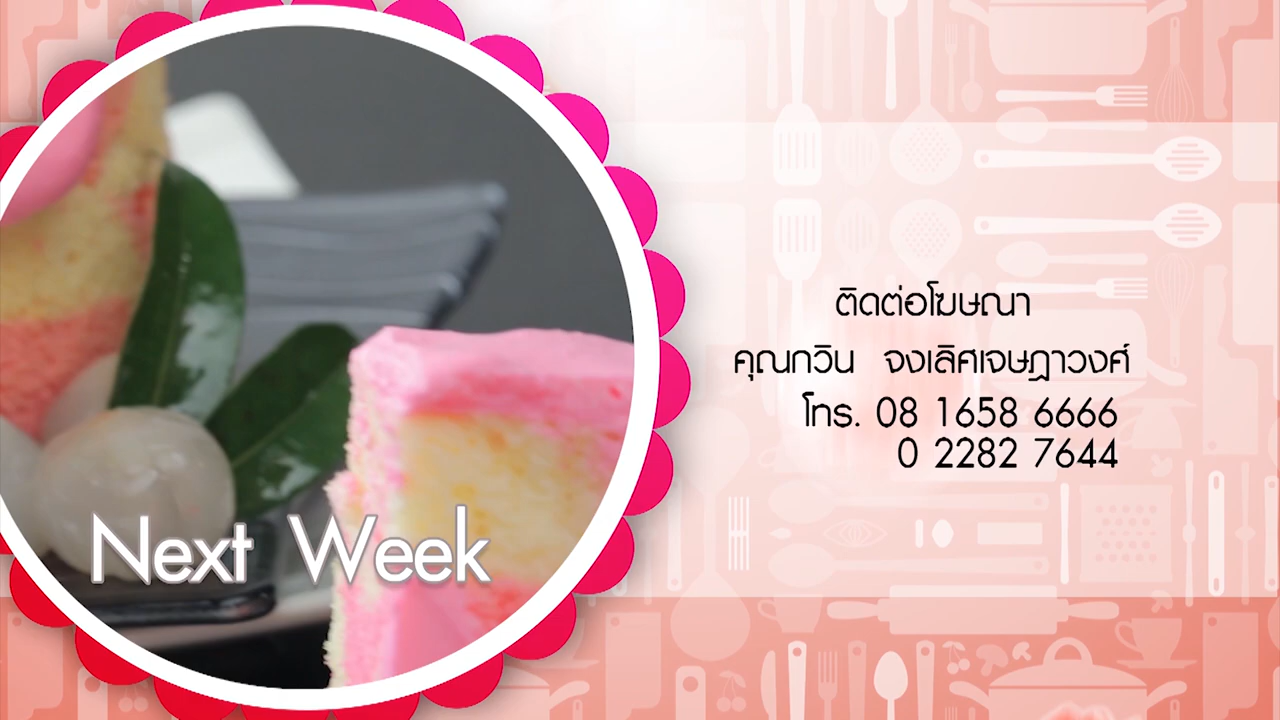 Next Week
ติดต่อโฆษณา
คุณกวิน จงเลิศเจษฎาวงศ์
โทร. 08 1658 6666
0 2282 7644